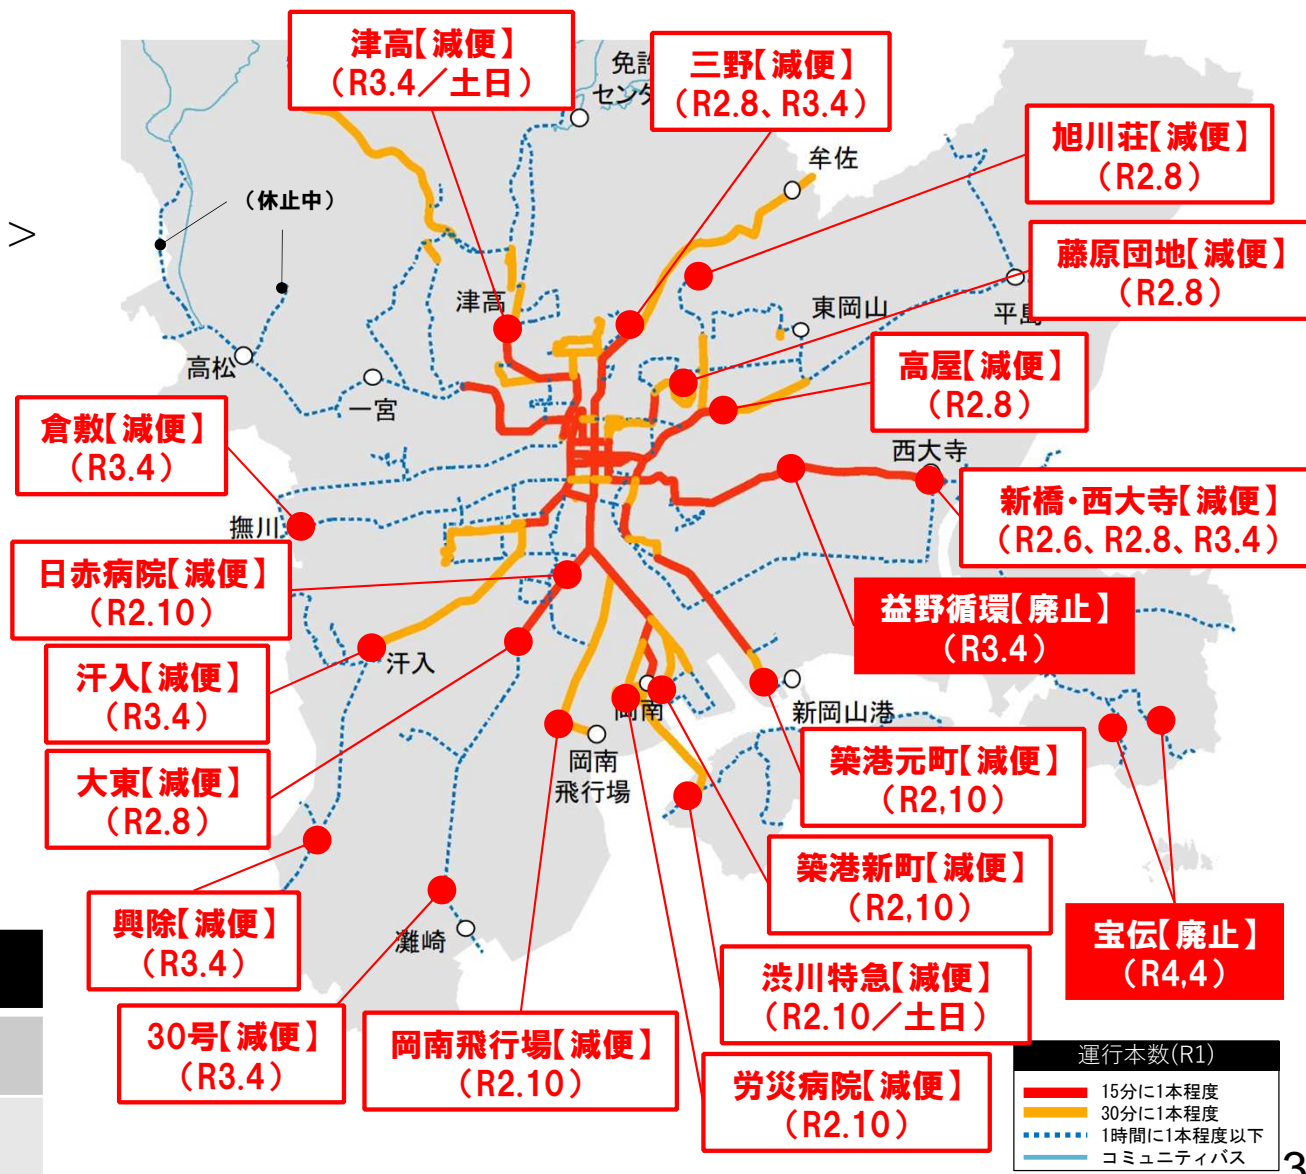 津高【減便】
（R3.4／土日）
三野【減便】
（R2.8、R3.4）
免許
センタ
旭川荘【減便】
（R2.8）
牟佐
（休止中）
＞
藤原団地【減便】
（R2.8）
津高
東岡山
平島
高松
一宮
高屋【減便】
（R2.8）
倉敷【減便】
（R3.4）
西大寺
新橋・西大寺【減便】
（R2.6、R2.8、R3.4）
撫川
日赤病院【減便】
（R2.10）
益野循環【廃止】
（R3.4）
汗入
汗入【減便】
（R3.4）
岡南
新岡山港
岡南
飛行場
築港元町【減便】
（R2,10）
大東【減便】
（R2.8）
築港新町【減便】
（R2,10）
興除【減便】
（R3.4）
灘崎
宝伝【廃止】
（R4,4）
渋川特急【減便】
（R2.10／土日）
30号【減便】
（R3.4）
岡南飛行場【減便】
（R2.10）
労災病院【減便】
（R2.10）
運行本数(R1)
15分に1本程度
30分に1本程度
1時間に1本程度以下
コミュニティバス
3